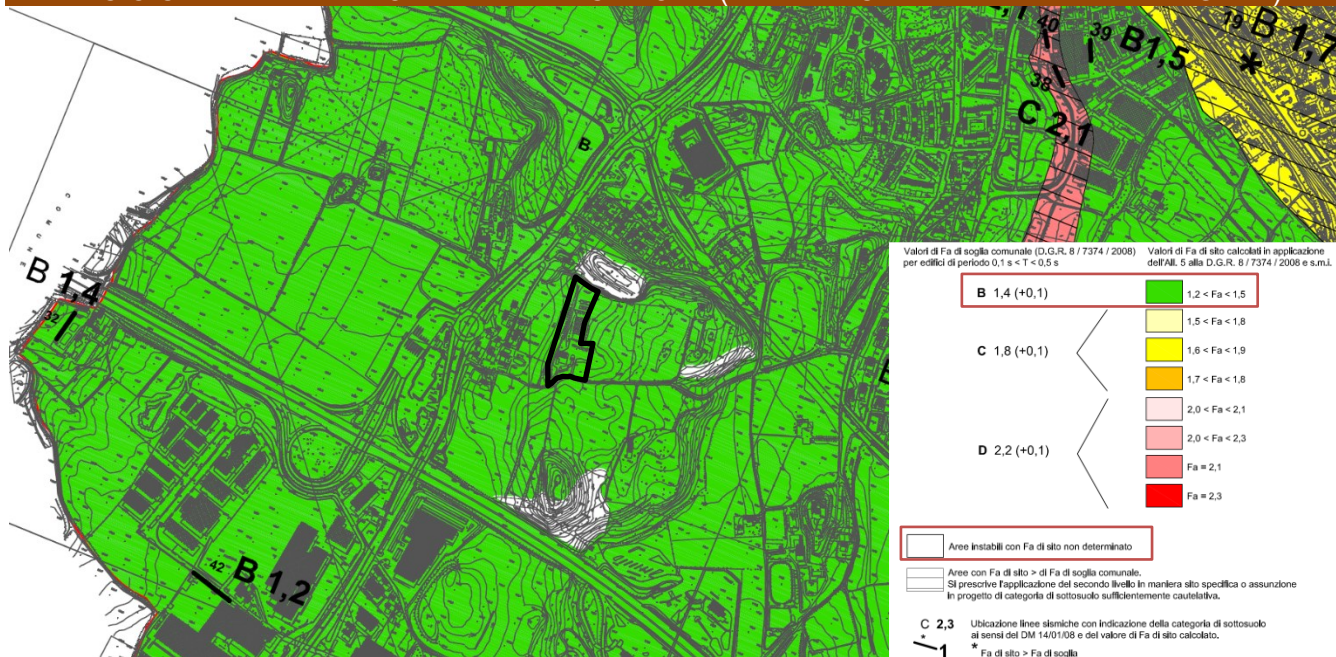 40
39
B 1,5
19
B 1,7
*
38
C 2,1
B
COMUNE
B 1,4
32
42
B 1,2
Valori di Fa di soglia comunale (D.G.R. 8 / 7374 / 2008)
per edifici di periodo 0,1 s < T < 0,5 s
Valori di Fa di sito calcolati in applicazione
dell'All. 5 alla D.G.R. 8 / 7374 / 2008 e s.m.i.
B 1,4 (+0,1)
1,2 < Fa < 1,5
1,5 < Fa < 1,8
C 1,8 (+0,1)
1,6 < Fa < 1,9
1,7 < Fa < 1,8
2,0 < Fa < 2,1
D 2,2 (+0,1)
2,0 < Fa < 2,3
Fa = 2,1
Fa = 2,3
Aree instabili con Fa di sito non determinato
Aree con Fa di sito > di Fa di soglia comunale.
Si prescrive l'applicazione del secondo livello in maniera sito specifica o assunzione
in progetto di categoria di sottosuolo sufficientemente cautelativa.
C 2,3 Ubicazione linee sismiche con indicazione della categoria di sottosuolo
ai sensi del DM 14/01/08 e del valore di Fa di sito calcolato.
* 1
* Fa di sito > Fa di soglia